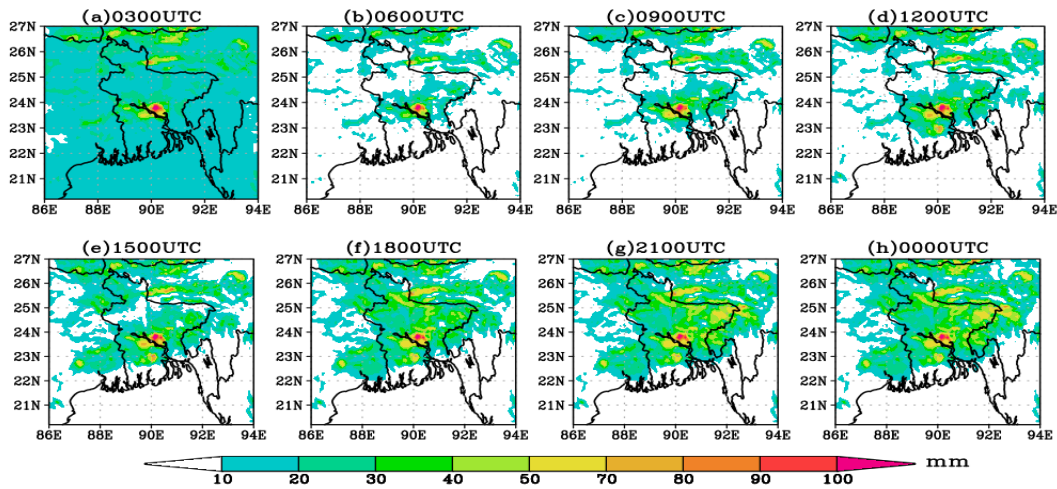 (a)0300UTC (b)0600UTC (c)0900UTC (d)1200UTC
27N 27N 27N 27N
26N 26N 26N 26N
25N 25N 25N 25N
24N 24N 24N 24N
23N 23N 23N 23N
22N 22N 22N 22N
21N 21N 21N 21N
86E 88E 90E 92E 94E 86E 88E 90E 92E 94E 86E 88E 90E 92E 94E 86E 88E 90E 92E 94E
(e)1500UTC (f)1800UTC (g)2100UTC (h)0000UTC
27N 27N 27N 27N
26N 26N 26N 26N
25N 25N 25N 25N
24N 24N 24N 24N
23N 23N 23N 23N
22N 22N 22N 22N
21N 21N 21N 21N
86E 88E 90E 92E 94E 86E 88E 90E 92E 94E 86E 88E 90E 92E 94E 86E 88E 90E 92E 94E
mm
10 20 30 40 50 60 70 80 90 100